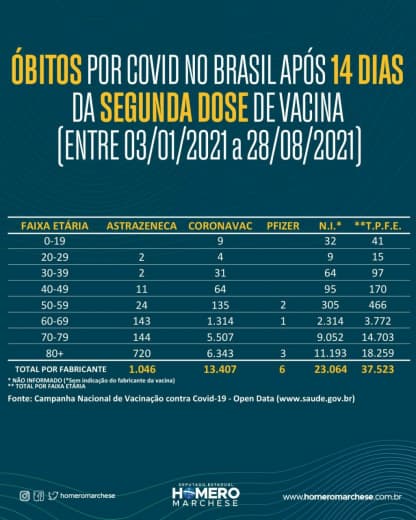 ÓBITOS POR COVID NO BRASIL APÓS 14 DIAS
DA SEGUNDA DOSE DE VACINA
(ENTRE 03/01/2021 a 28/08/2021)
FAIXA ETÁRIA ASTRAZENECA CORONAVAC PFIZER N.I.* **T.P.F.E.
0-19 9 32 41
20-29 2 4 9 15
30-39 2 31 64 97
40-49 11 64 95 170
50-59 24 135 2 305 466
60-69 143 1.314 1 2.314 3.772
70-79 144 5.507 9.052 14.703
80+ 720 6.343 3 11.193 18.259
TOTAL POR FABRICANTE 1.046 13.407 6 23.064 37.523
* NÃO INFORMADO (*Sem indicação do fabricante da vacina)
** TOTAL POR FAIXA ETÁRIA
Fonte: Campanha Nacional de Vacinação contra Covid-19 - Open Data (www.saude.gov.br)
homeromarchese
DEPUTADO ESTADUAL
HOMERO
MARCHESE
www.homeromarchese.com.br